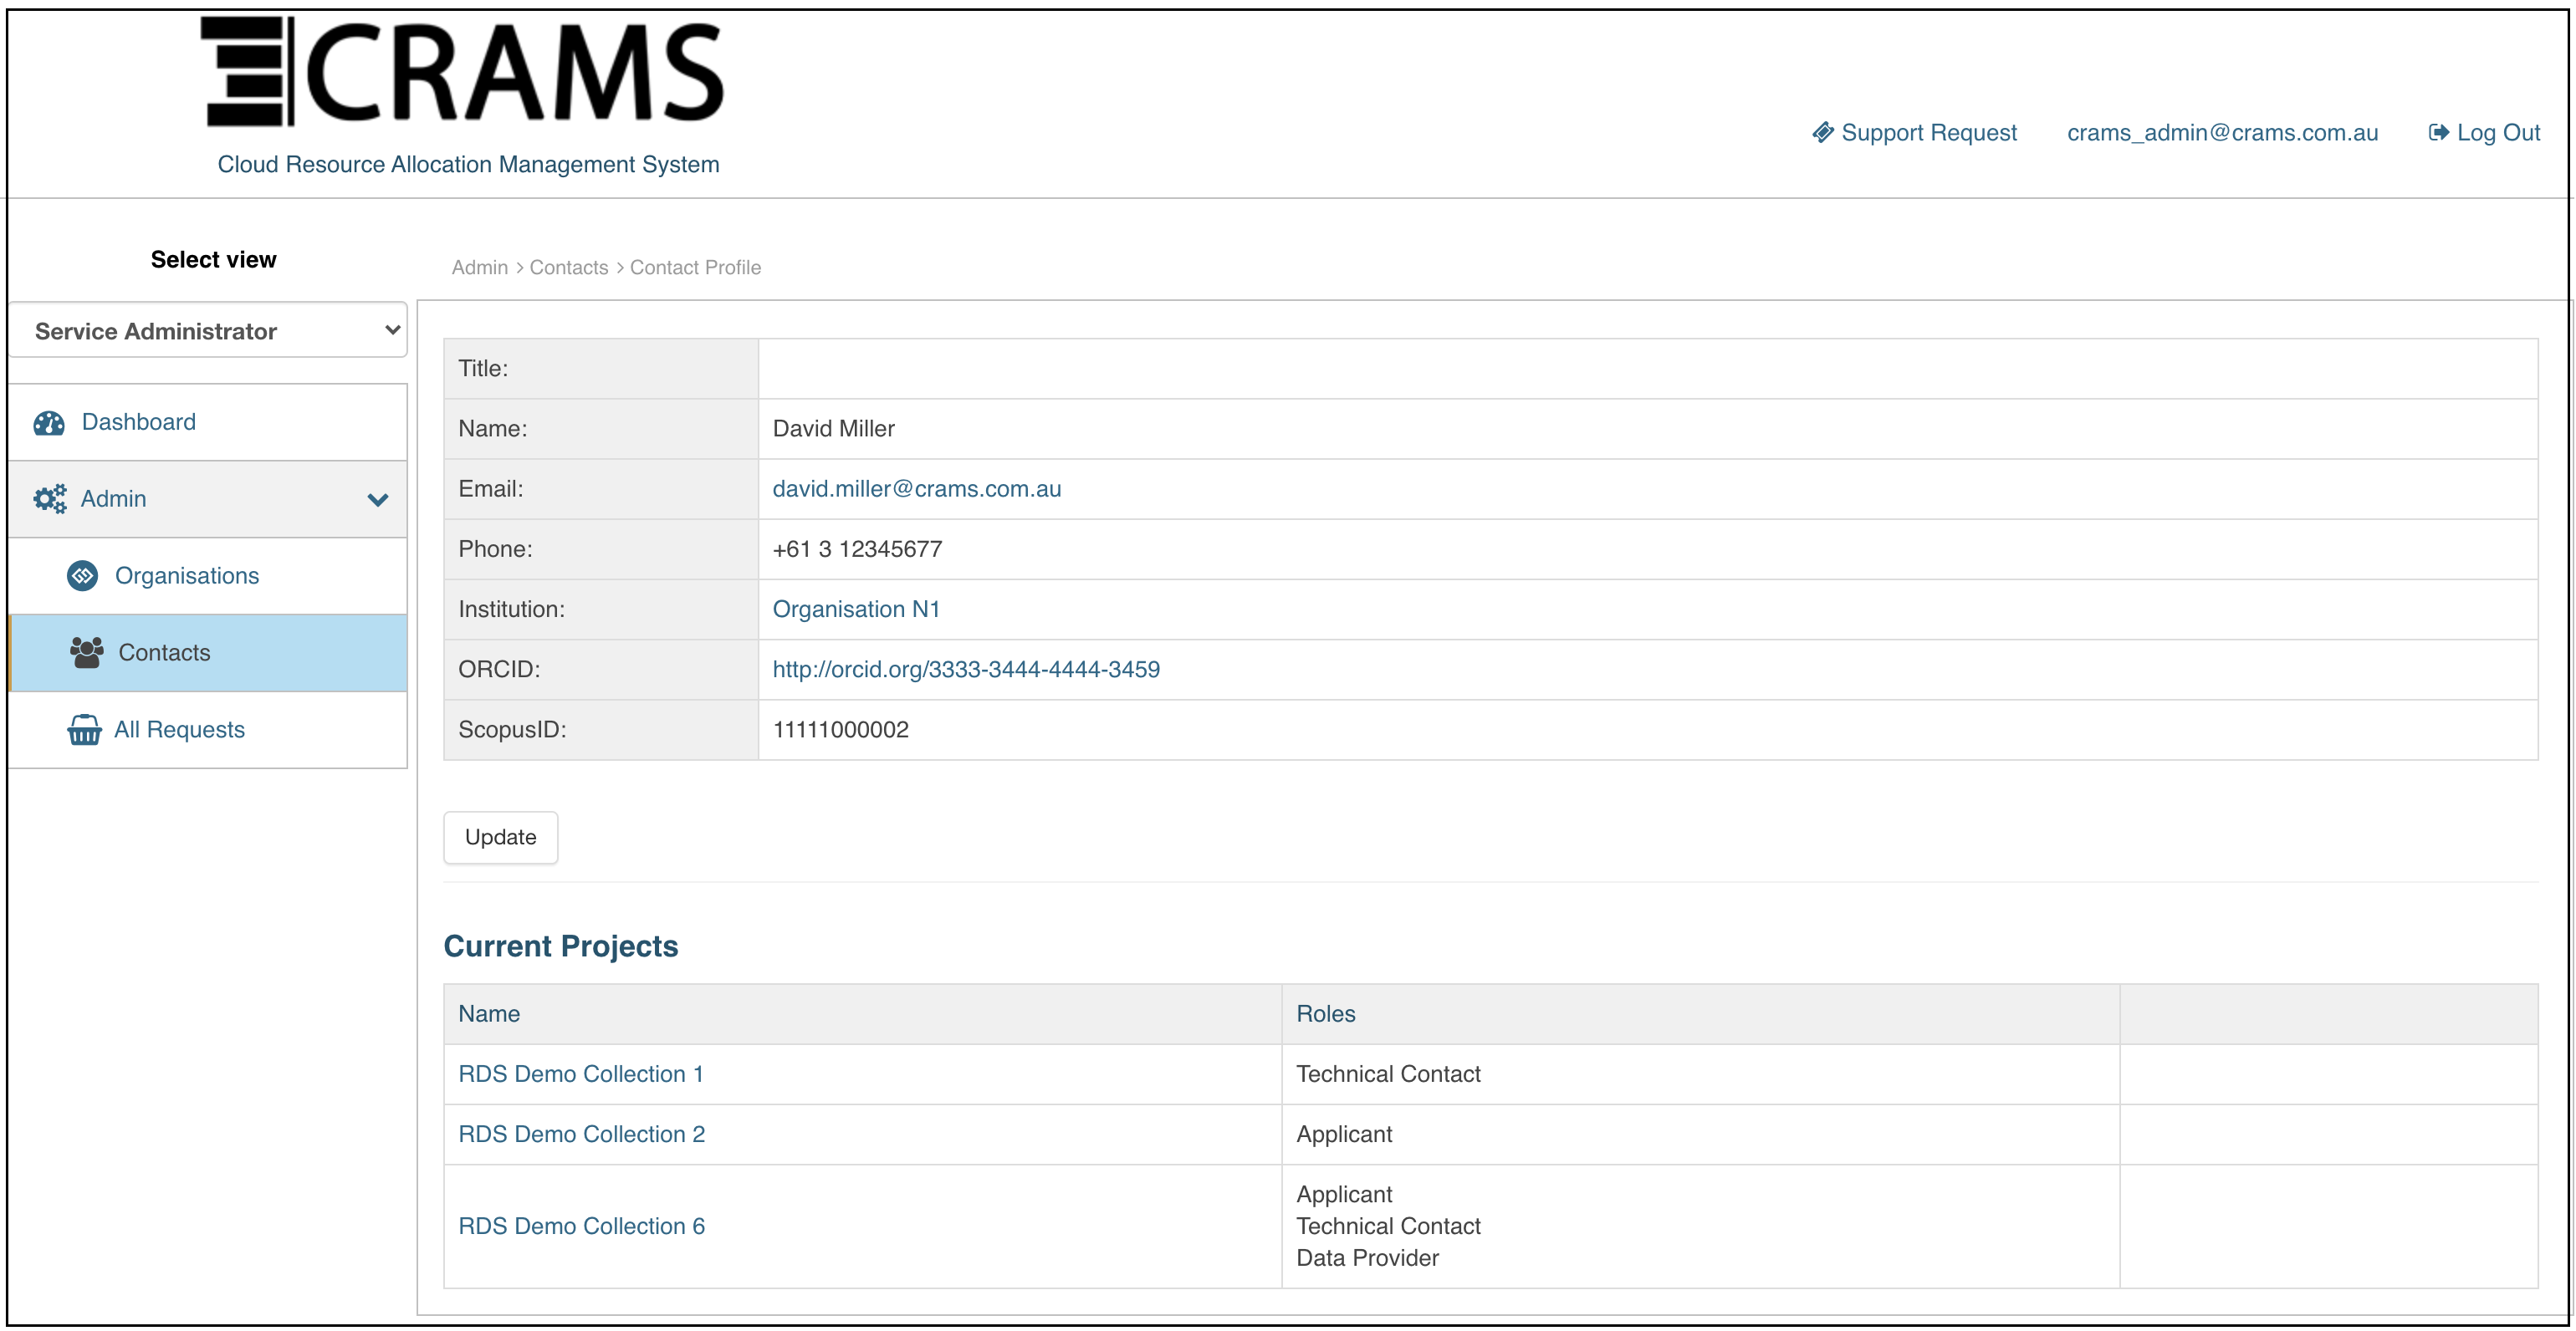 CRAMS
Cloud Resource Allocation Management System
Support Request crams_admin@crams.com.au Log Out
Select view
Admin > Contacts > Contact Profile
Service Administrator
Dashboard
Admin
Organisations
Contacts
All Requests
Title:
Name: David Miller
Email: david.miller@crams.com.au
Phone: +61 3 12345677
Institution: Organisation N1
ORCID: http://orcid.org/3333-3444-4444-3459
ScopusID: 11111000002
Update
Current Projects
Name Roles
RDS Demo Collection 1 Technical Contact
RDS Demo Collection 2 Applicant
RDS Demo Collection 6 Applicant
Technical Contact
Data Provider